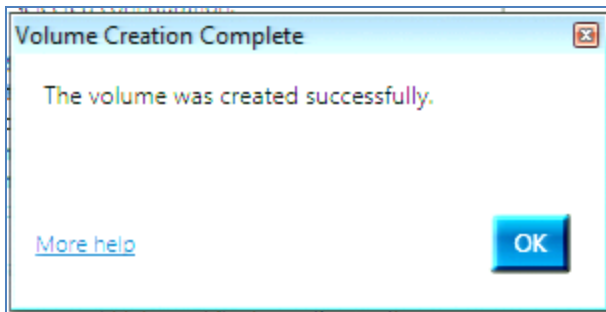 Volume Creation Complete
The volume was created successfully.
More help
OK